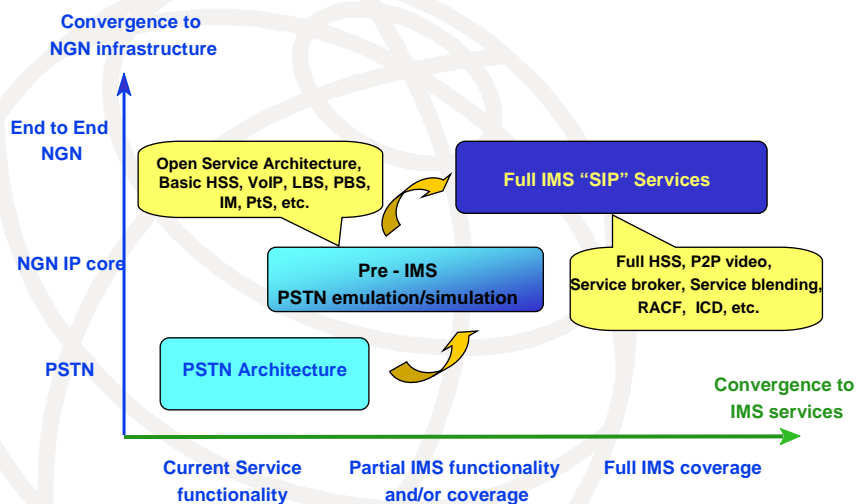 Convergence to
NGN infrastructure
End to End
NGN
Open Service Architecture,
Basic HSS, VoIP, LBS, PBS,
IM, PtS, etc.
Full IMS “SIP” Services
NGN IP core
Pre - IMS
PSTN emulation/simulation
Full HSS, P2P video,
Service broker, Service blending,
RACF, ICD, etc.
PSTN
PSTN Architecture
Convergence to
IMS services
Current Service
functionality
Partial IMS functionality
and/or coverage
Full IMS coverage